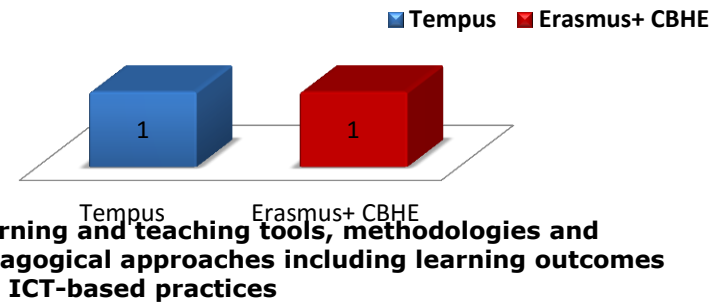 Tempus Erasmus+ CBHE
1 1
Tempus Erasmus+ CBHE
rning and teaching tools, methodologies and
agogical approaches including learning outcomes
ICT-based practices